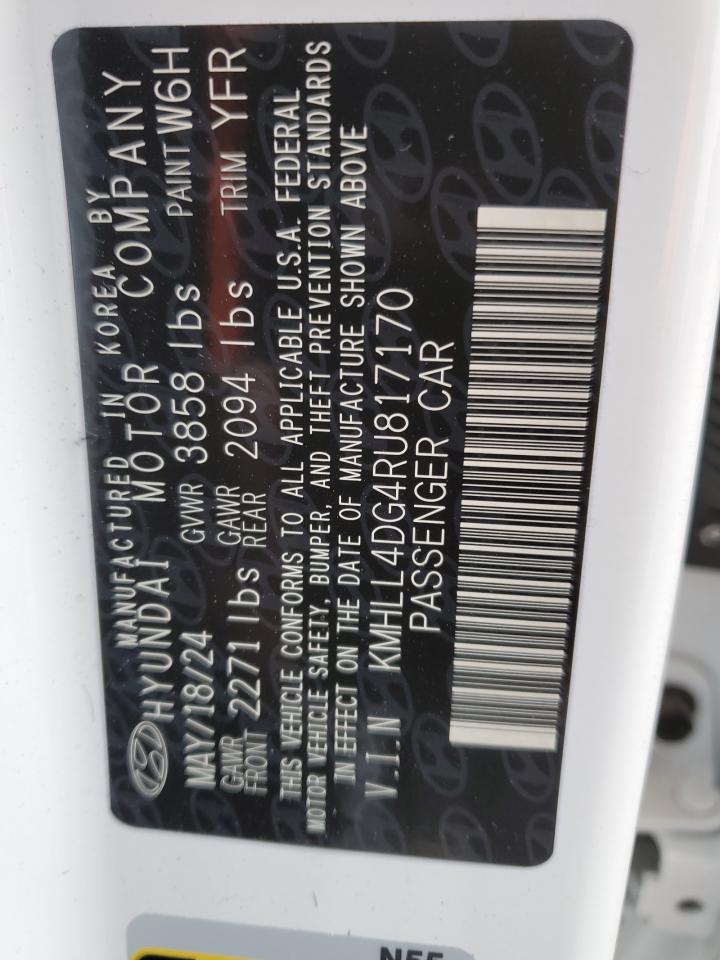 MANUFACTURED IN KOREA BY
HYUNDAI MOTOR COMPANY
MAY/18/24 GVWR 3858 lbs PAINT W6H
GAWR FRONT 2271 lbs GAWR REAR 2094 lbs TRIM YFR
THIS VEHICLE CONFORMS TO ALL APPLICABLE U.S.A. FEDERAL
MOTOR VEHICLE SAFETY, BUMPER, AND THEFT PREVENTION STANDARDS
IN EFFECT ON THE DATE OF MANUFACTURE SHOWN ABOVE
V.I.N KMHLL4DG4RU817170
PASSENGER CAR